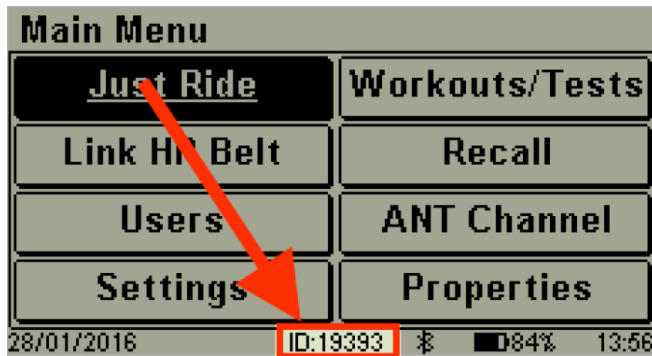 Main Menu
Just Ride Workouts/Tests
Link HR Belt Recall
Users ANT Channel
Settings Properties
28/01/2016 ID:19393 84% 13:56